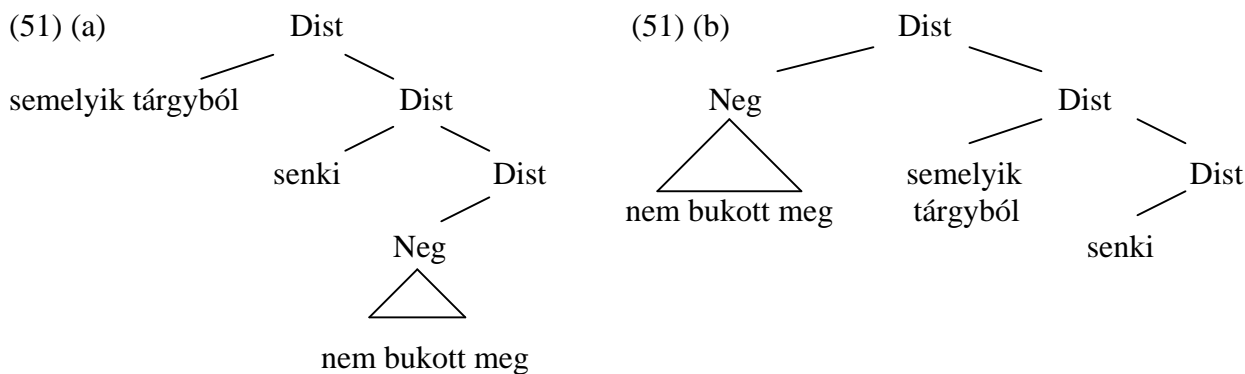 (51) (a) Dist
semelyik tárgyból Dist
senki Dist
Neg
nem bukott meg
(51) (b) Dist
Neg Dist
nem bukott meg semelyik Dist
tárgyból
senki